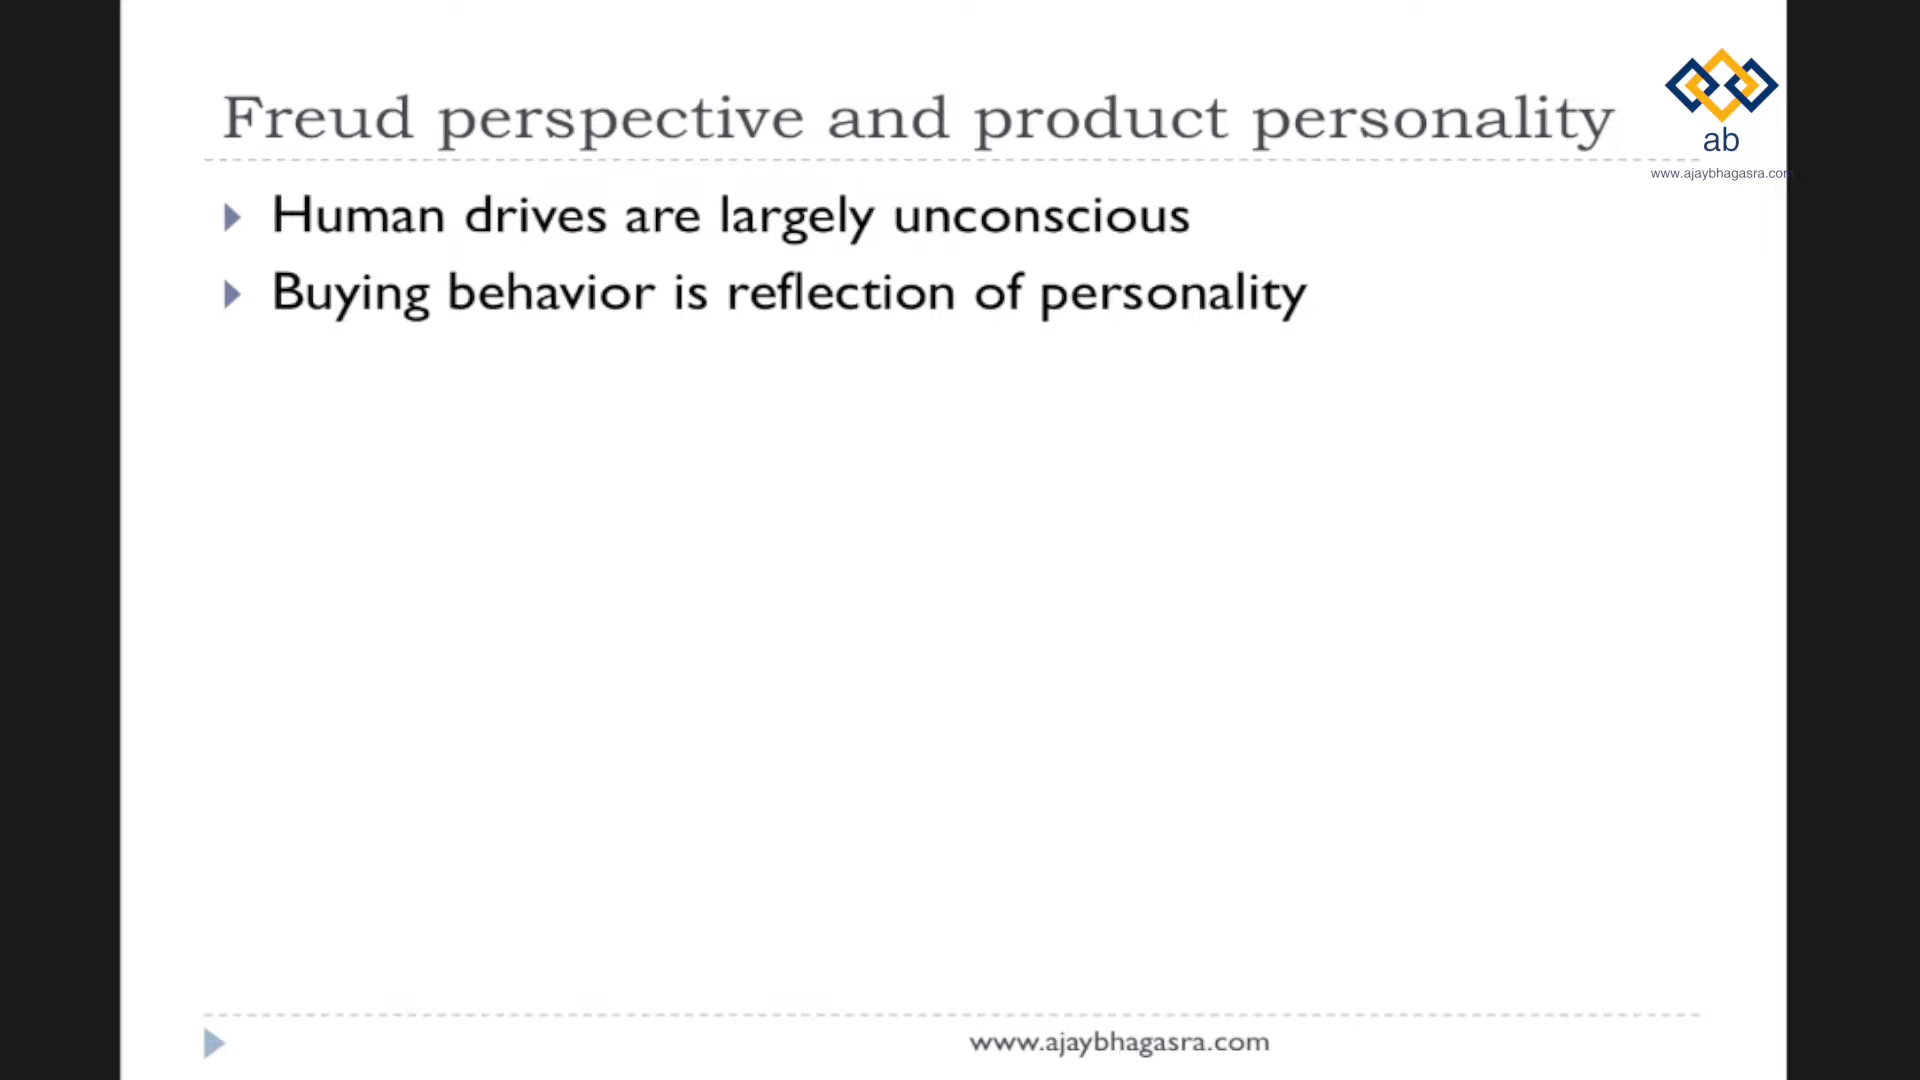 Freud perspective and product personality
ab
www.ajaybhagasra.com
Human drives are largely unconscious
Buying behavior is reflection of personality
www.ajaybhagasra.com